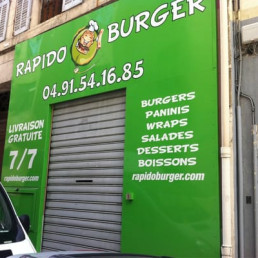 RAPIDO BURGER
04.91.54.16.85
LIVRAISON
GRATUITE
7/7
rapidoburger.com
BURGERS
PANINIS
WRAPS
SALADES
DESSERTS
BOISSONS
rapidoburger.com